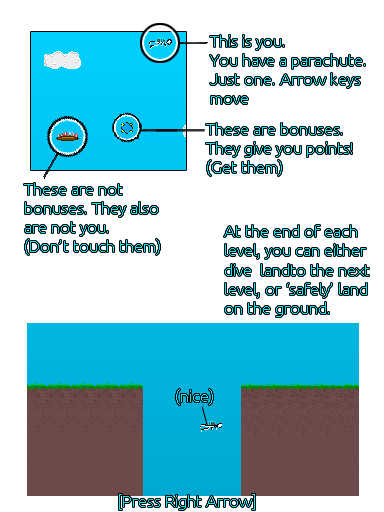 This is you.
You have a parachute.
Just one. Arrow keys
move
These are bonuses.
They give you points!
(Get them)
These are not
bonuses. They also
are not you.
(Don't touch them)
At the end of each
level, you can either
dive landto the next
level, or 'safely' land
on the ground.
(nice)
[Press Right Arrow]